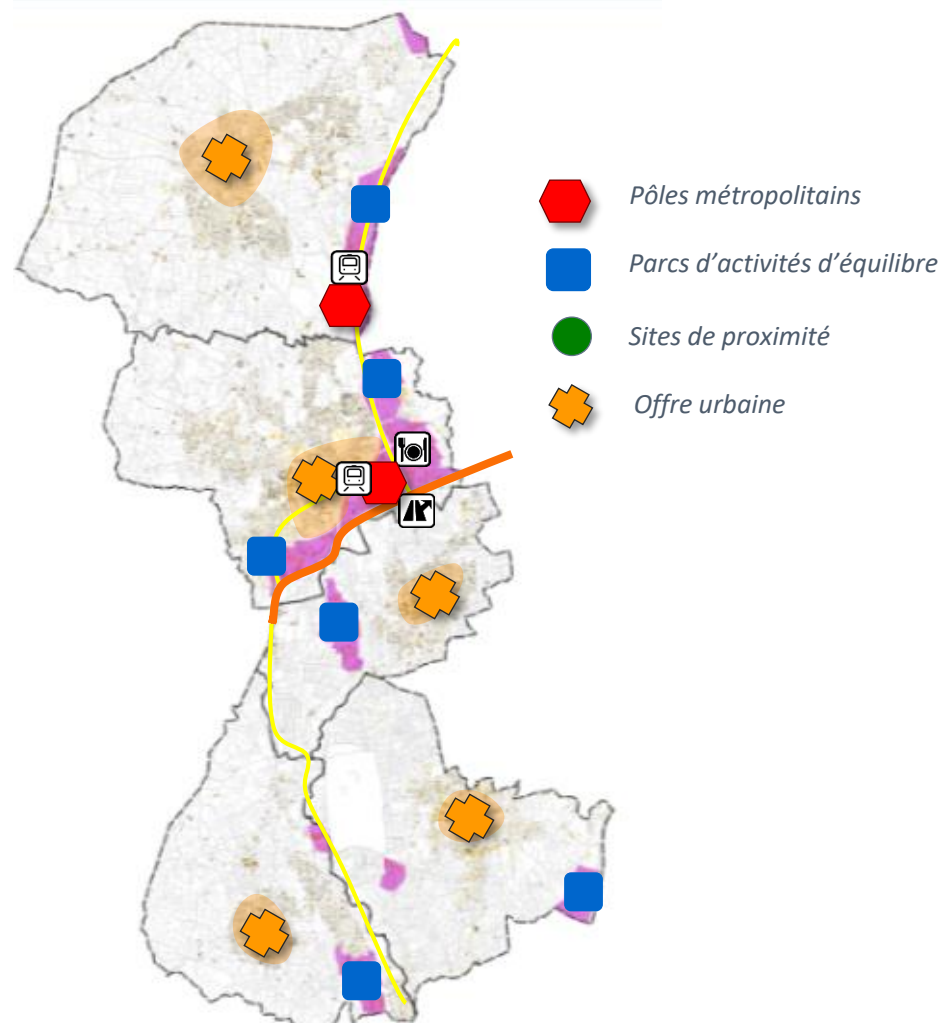 Pôles métropolitains
Parcs d’activités d’équilibre
Sites de proximité
Offre urbaine